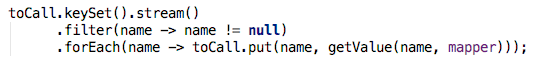 toCall.keySet().stream()
.filter(name -> name != null)
.forEach(name -> toCall.put(name, getValue(name, mapper)));